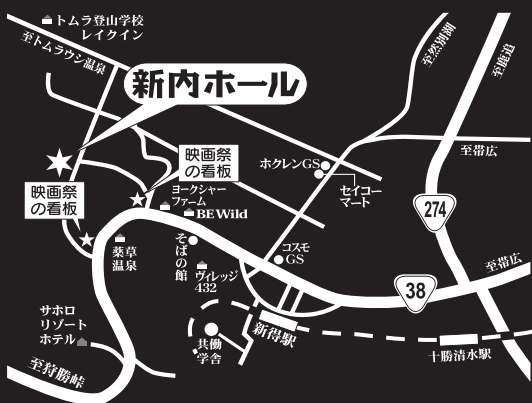 トムラ登山学校
レイクイン
至トムラウシ温泉
新内ホール
至然別湖
至鹿追
映画祭
の看板
ホクレンGS
至帯広
セイコー
マート
映画祭
の看板
ヨークシャー
ファーム
BE Wild
274
薬草
温泉
そばの館
コスモ
GS
ヴィレッジ
432
至帯広
38
サホロ
リゾート
ホテル
新得駅
共働
学舎
十勝清水駅
至狩勝峠